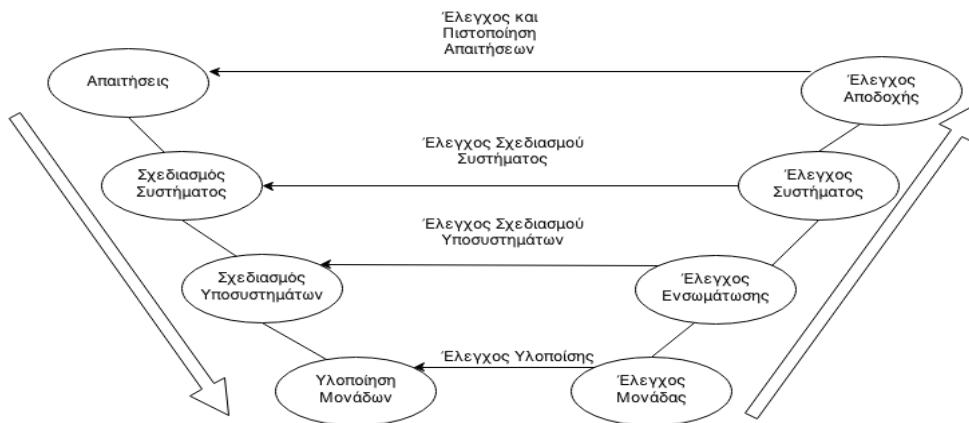 Έλεγχος και
Πιστοποίηση
Απαιτήσεων
Απαιτήσεις
Έλεγχος
Αποδοχής
Έλεγχος Σχεδιασμού
Συστήματος
Σχεδιασμός
Συστήματος
Έλεγχος
Συστήματος
Έλεγχος Σχεδιασμού
Υποσυστημάτων
Σχεδιασμός
Υποσυστημάτων
Έλεγχος
Ενσωμάτωσης
Έλεγχος Υλοποίσης
Υλοποίηση
Μονάδων
Έλεγχος
Μονάδας